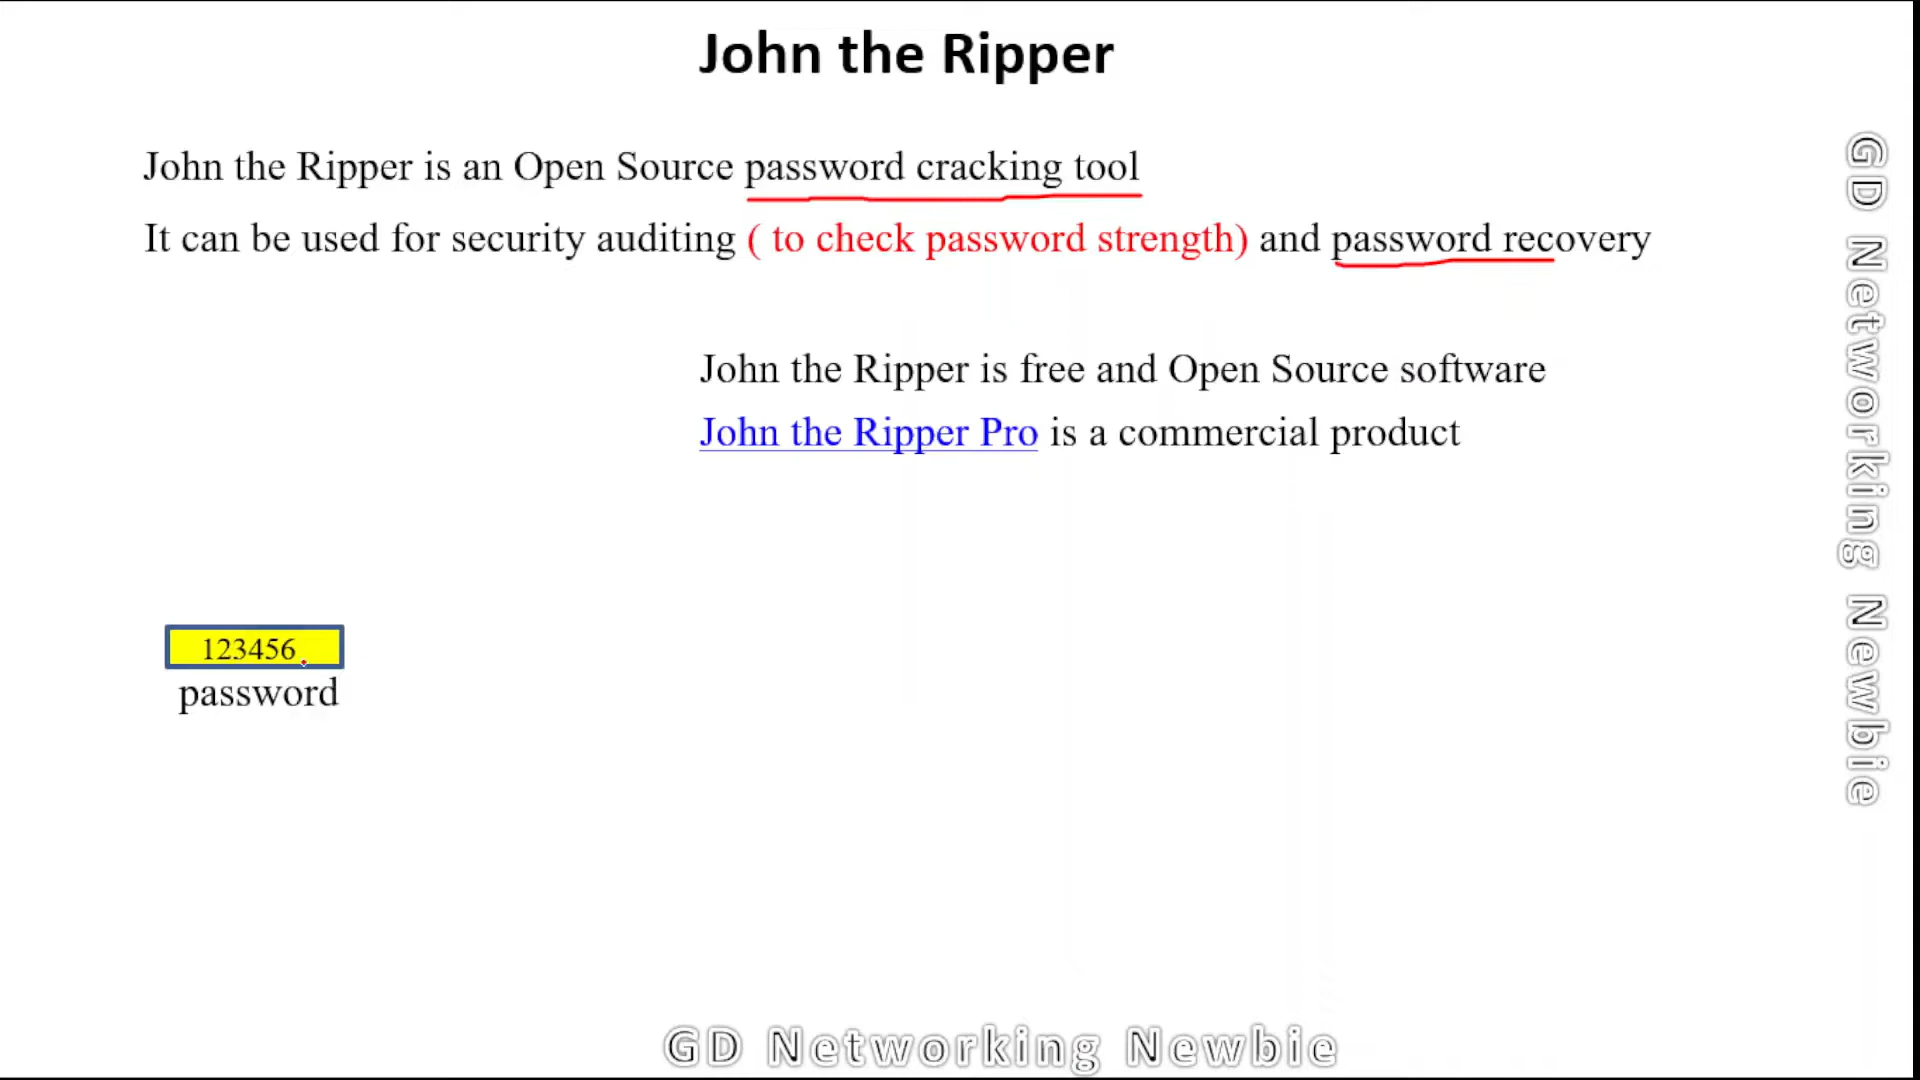 John the Ripper
John the Ripper is an Open Source password cracking tool
It can be used for security auditing ( to check password strength) and password recovery
John the Ripper is free and Open Source software
John the Ripper Pro is a commercial product
123456
password
GD Networking Newbie
GD Networking Newbie